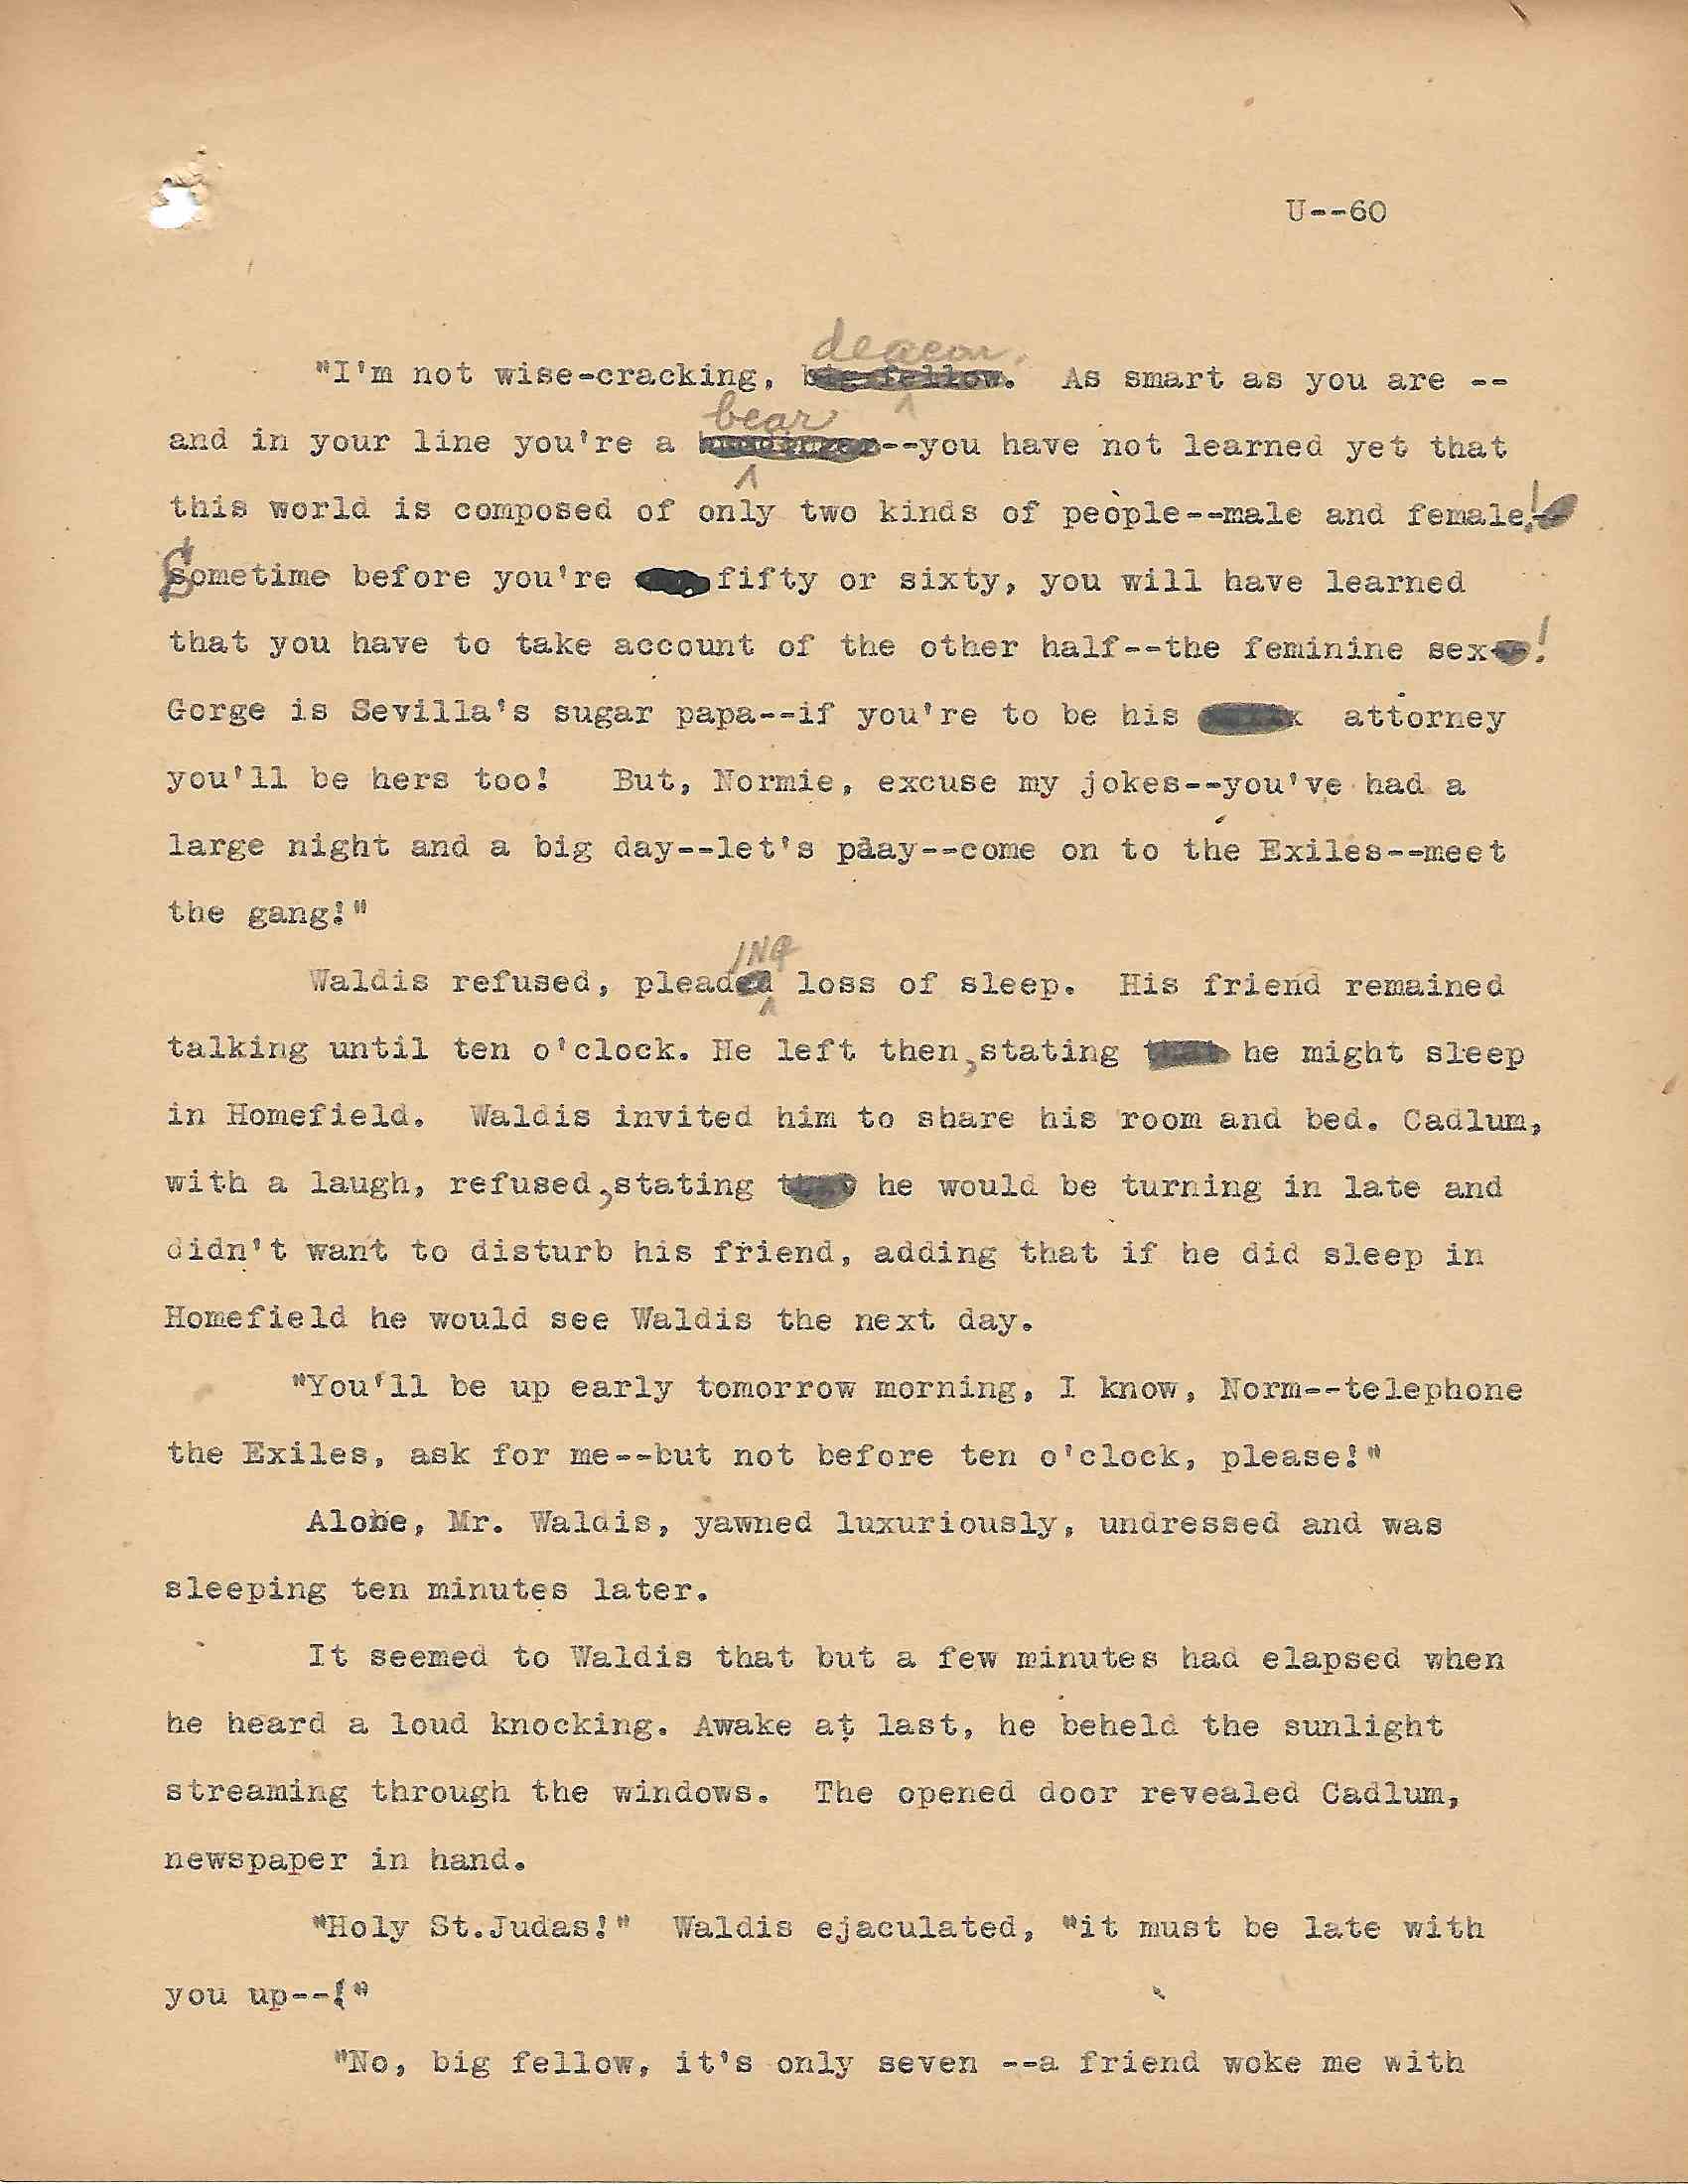 U--60
"I'm not wise-cracking, big fellow. deacon. As smart as you are --
and in your line you're a bear--you have not learned yet that
this world is composed of only two kinds of people--male and female!
Sometime before you're fifty or sixty, you will have learned
that you have to take account of the other half--the feminine sex!
Gorge is Sevilla's sugar papa--if you're to be his attorney
you'll be hers too! But, Normie, excuse my jokes--you've had a
large night and a big day--let's paay--come on to the Exiles--meet
the gang!"
Waldis refused, pleadING loss of sleep. His friend remained
talking until ten o'clock. He left then, stating that he might sleep
in Homefield. Waldis invited him to share his room and bed. Cadlum,
with a laugh, refused, stating that he would be turning in late and
didn't want to disturb his friend, adding that if he did sleep in
Homefield he would see Waldis the next day.
"You'll be up early tomorrow morning, I know, Norm--telephone
the Exiles, ask for me--but not before ten o'clock, please!"
Alone, Mr. Waldis, yawned luxuriously, undressed and was
sleeping ten minutes later.
It seemed to Waldis that but a few minutes had elapsed when
he heard a loud knocking. Awake at last, he beheld the sunlight
streaming through the windows. The opened door revealed Cadlum,
newspaper in hand.
"Holy St.Judas!" Waldis ejaculated, "it must be late with
you up--!"
"No, big fellow, it's only seven --a friend woke me with